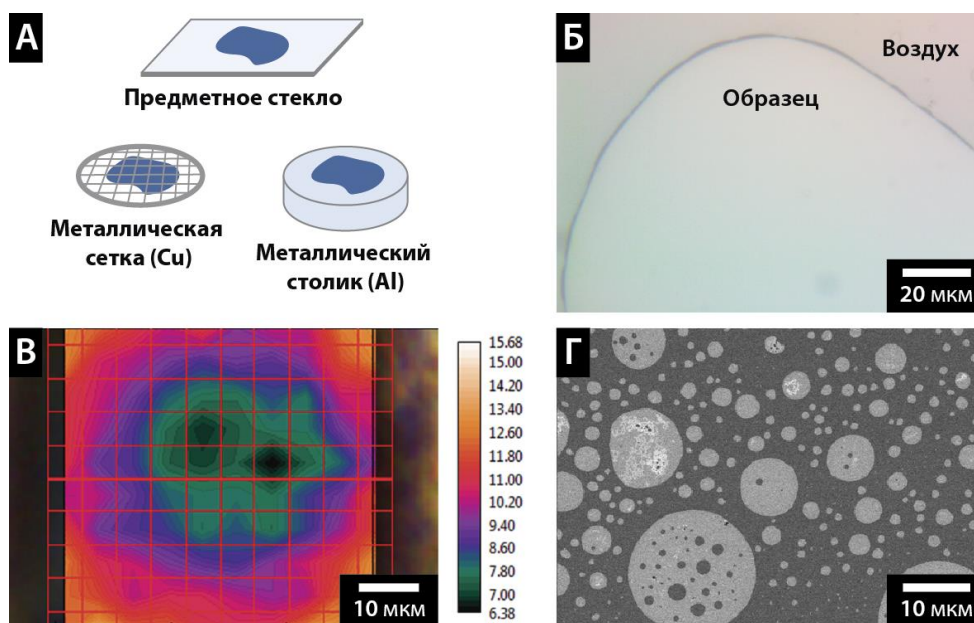 А
Предметное стекло
Металлическая
сетка (Cu)
Металлический
столик (Al)
Б
Воздух
Образец
20 мкм
В
15.68
15.00
14.20
13.40
12.60
11.80
11.00
10.20
9.40
8.60
7.80
7.00
6.38
10 мкм
Г
10 мкм